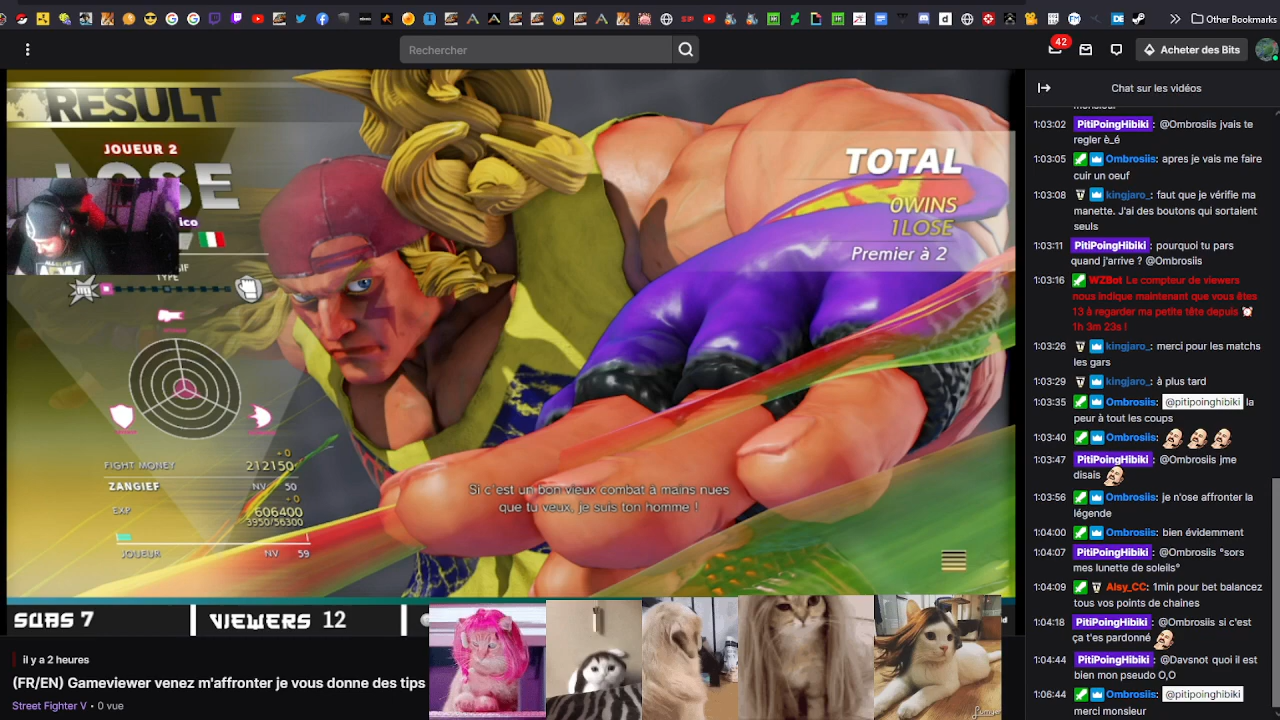 Other Bookmarks
Rechercher
42
Acheter des Bits
RESULT
JOUEUR 2
LOSE
ico
TYPE
FIGHT MONEY
+ 0
212150
ZANGIEF
NV 50
+ 0
EXP
606400
3950/56300
JOUEUR
NV 59
TOTAL
0WINS
1LOSE
Premier à 2
Si c'est un bon vieux combat à mains nues
que tu veux, je suis ton homme !
SUBS 7
VIEWERS 12
il y a 2 heures
(FR/EN) Gameviewer venez m'affronter je vous donne des tips
Street Fighter V • 0 vue
Chat sur les vidéos
monsieur
1:03:02 PitiPoingHibiki : @Ombrosiis jvais te
regler è_é
1:03:05 Ombrosiis: apres je vais me faire
cuir un oeuf
1:03:08 kingjaro_: faut que je vérifie ma
manette. J'ai des boutons qui sortaient
seuls
1:03:11 PitiPoingHibiki : pourquoi tu pars
quand j'arrive ? @Ombrosiis
1:03:16 WZBot Le compteur de viewers
nous indique maintenant que vous êtes
13 à regarder ma petite tête depuis ⏰
1h 3m 23s !
1:03:26 kingjaro_: merci pour les matchs
les gars
1:03:29 kingjaro_: à plus tard
1:03:35 Ombrosiis: @pitipoinghibiki la
peur à tout les coups
1:03:40 Ombrosiis:
1:03:47 PitiPoingHibiki : @Ombrosiis jme
disais
1:03:56 Ombrosiis: je n'ose affronter la
légende
1:04:00 Ombrosiis: bien évidemment
1:04:07 PitiPoingHibiki : @Ombrosiis °sors
mes lunette de soleils°
1:04:09 Alsy_CC: 1min pour bet balancez
tous vos points de chaines
1:04:18 PitiPoingHibiki : @Ombrosiis si c'est
ça t'es pardonné
1:04:44 PitiPoingHibiki : @Davsnot quoi il est
bien mon pseudo O,O
1:06:44 Ombrosiis: @pitipoinghibiki
merci monsieur